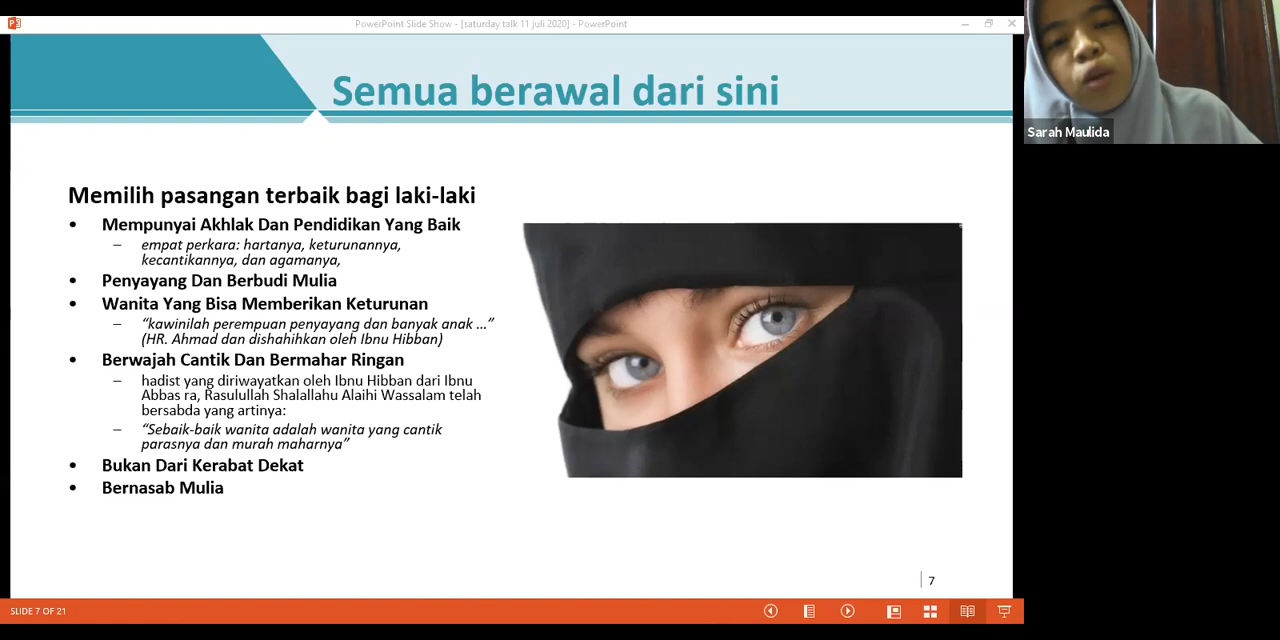 PowerPoint Slide Show - [saturday talk 11 juli 2020] - PowerPoint
Semua berawal dari sini
Sarah Maulida
Memilih pasangan terbaik bagi laki-laki
• Mempunyai Akhlak Dan Pendidikan Yang Baik
– empat perkara: hartanya, keturunannya,
kecantikannya, dan agamanya,
• Penyayang Dan Berbudi Mulia
• Wanita Yang Bisa Memberikan Keturunan
– “kawinilah perempuan penyayang dan banyak anak ...”
(HR. Ahmad dan dishahihkan oleh Ibnu Hibban)
• Berwajah Cantik Dan Bermahar Ringan
– hadist yang diriwayatkan oleh Ibnu Hibban dari Ibnu
Abbas ra, Rasulullah Shalallahu Alaihi Wassalam telah
bersabda yang artinya:
– “Sebaik-baik wanita adalah wanita yang cantik
parasnya dan murah maharnya”
• Bukan Dari Kerabat Dekat
• Bernasab Mulia
7
SLIDE 7 OF 21